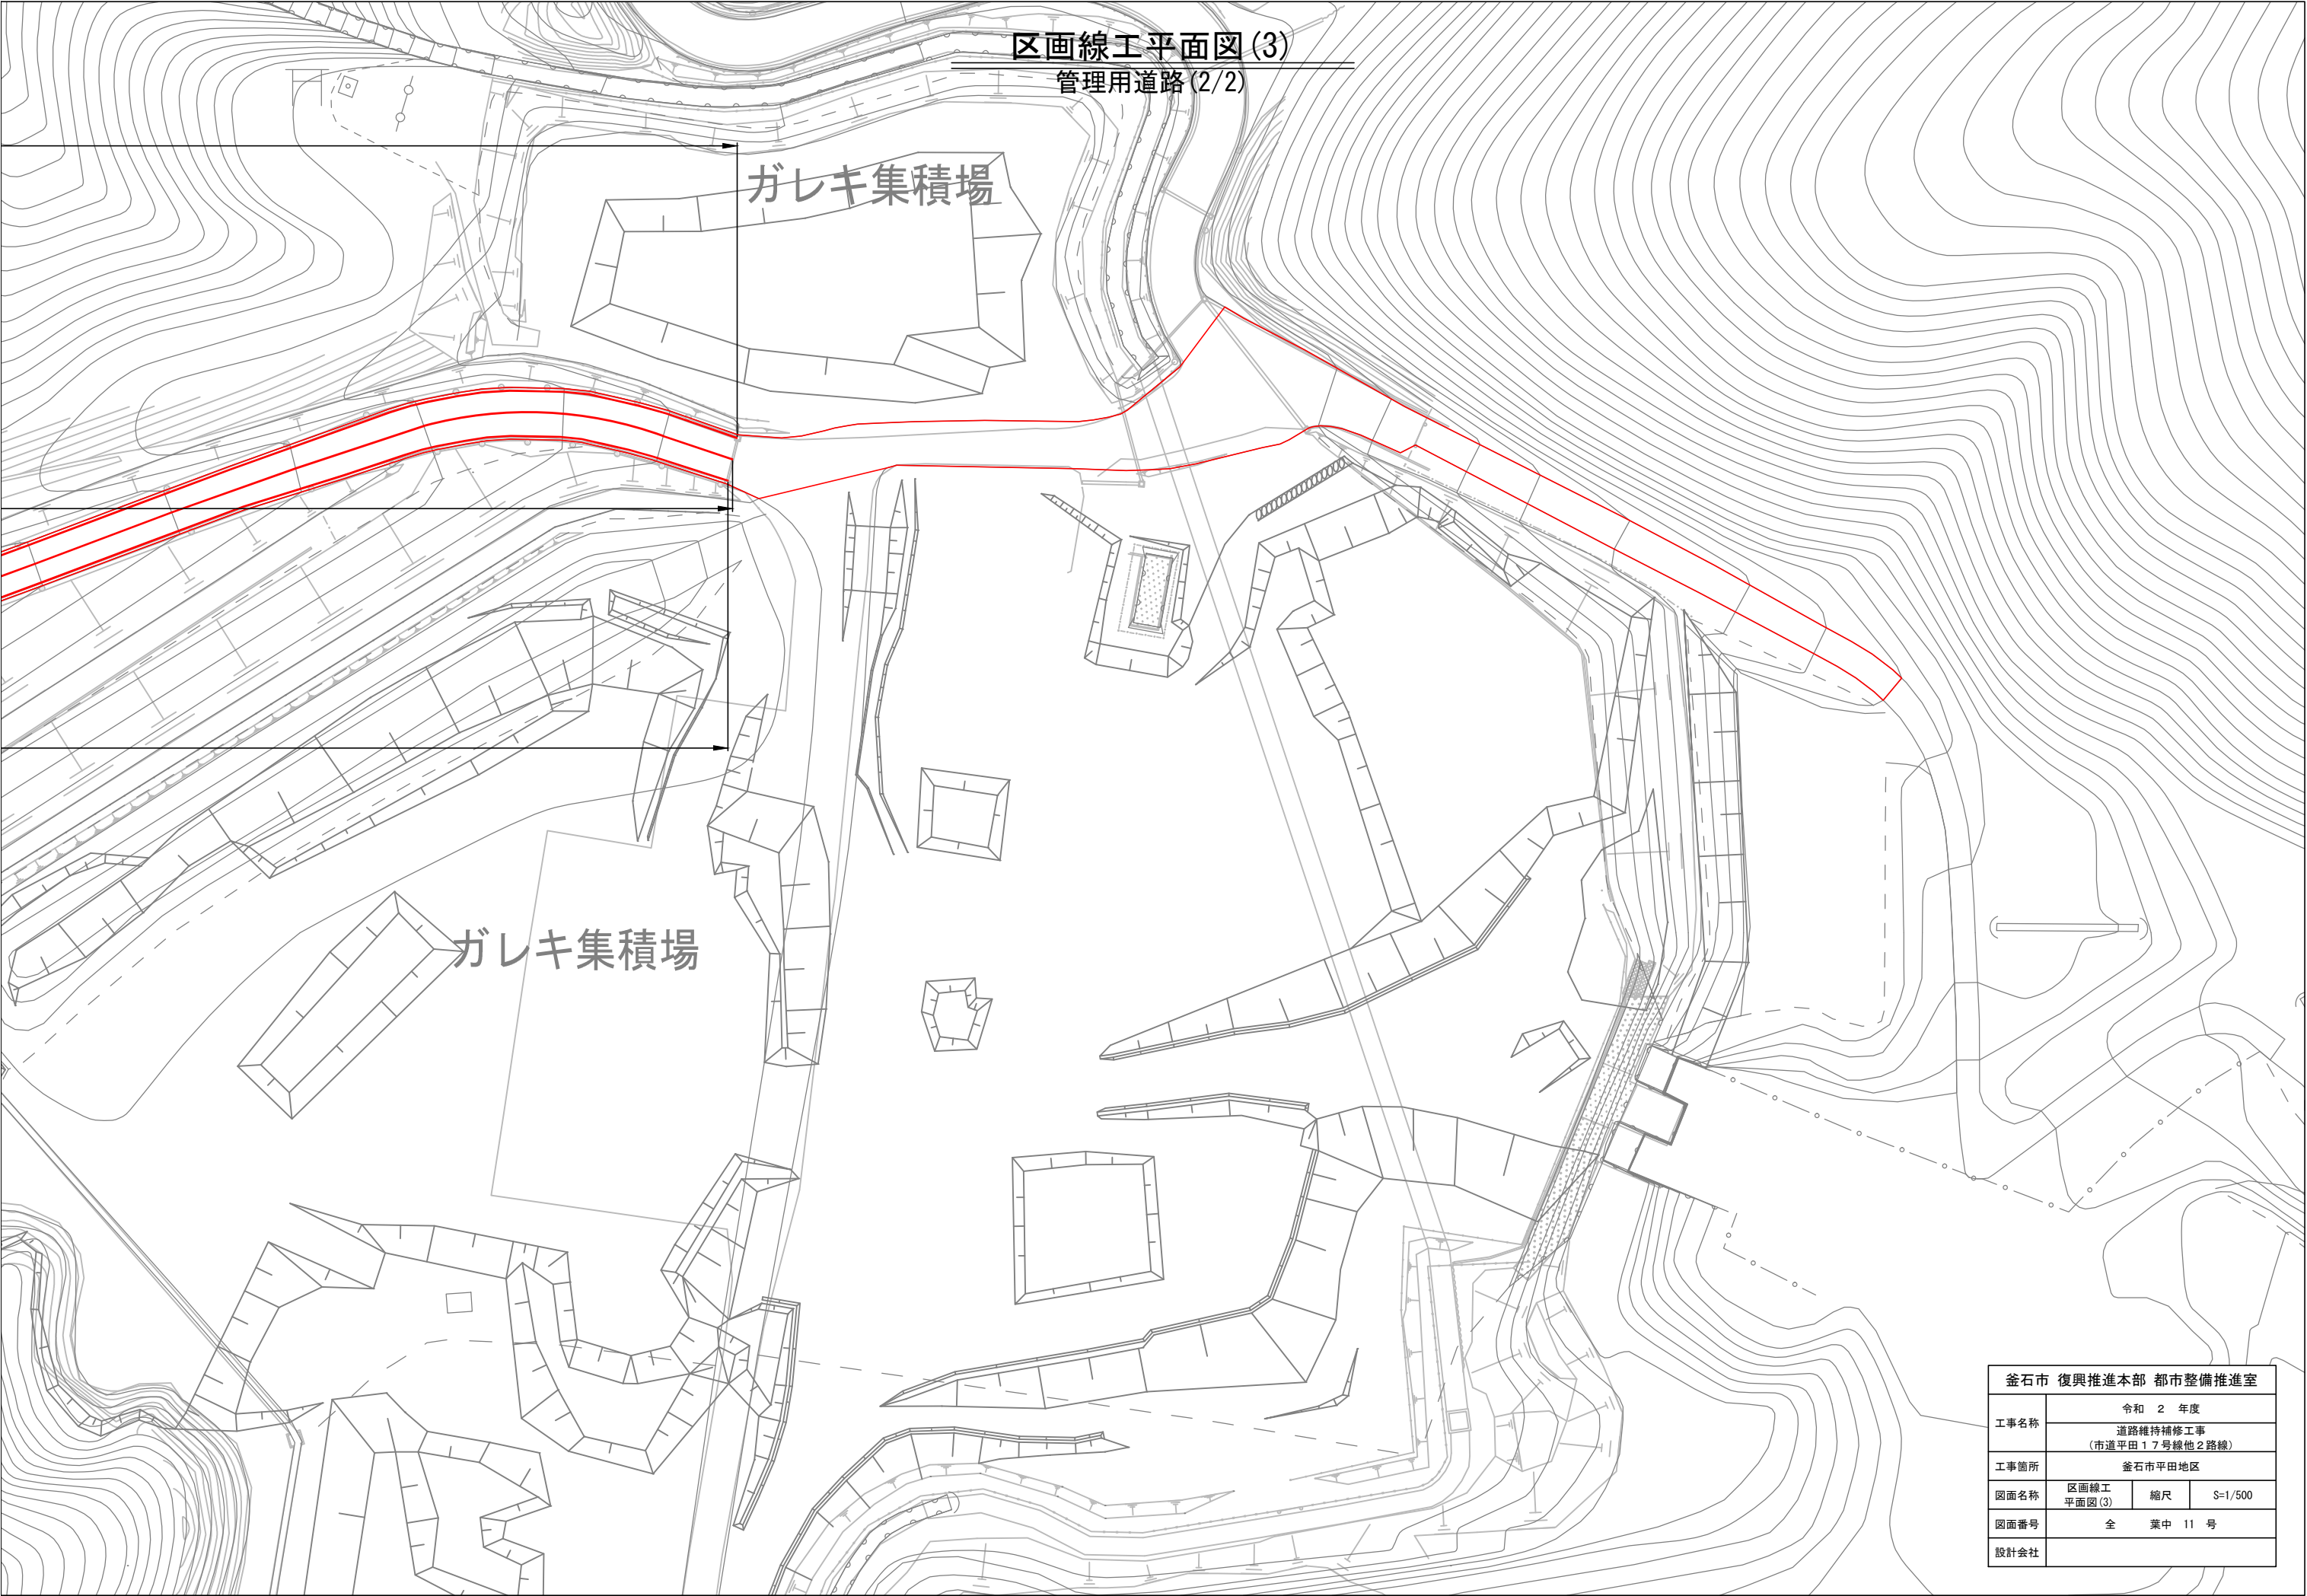 区画線工平面図(3)
管理用道路(2/2)
ガレキ集積場
ガレキ集積場
釜石市 復興推進本部 都市整備推進室
工事名称
令和 2 年度
道路維持補修工事
(市道平田17号線他2路線)
工事箇所
釜石市平田地区
図面名称
区画線工
平面図(3)
縮尺
S=1/500
図面番号
全 葉中 11 号
設計会社